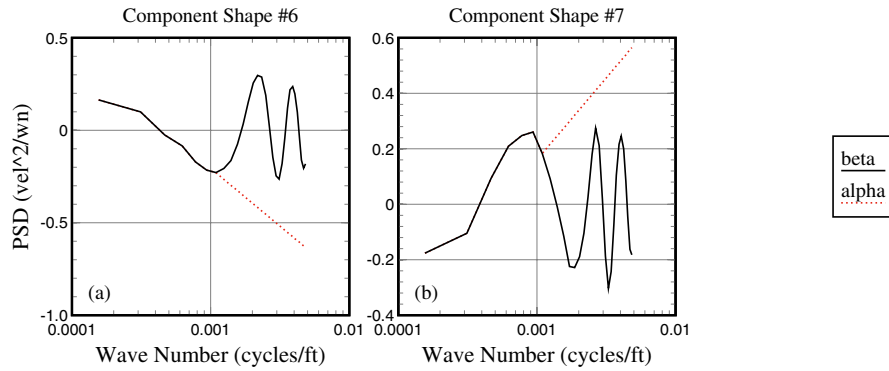 Component Shape #6
0.5
0
-0.5
-1.0
PSD (vel^2/wn)
(a)
0.0001
0.001
0.01
Wave Number (cycles/ft)
Component Shape #7
0.6
0.4
0.2
0
-0.2
-0.4
(b)
0.0001
0.001
0.01
Wave Number (cycles/ft)
beta
alpha